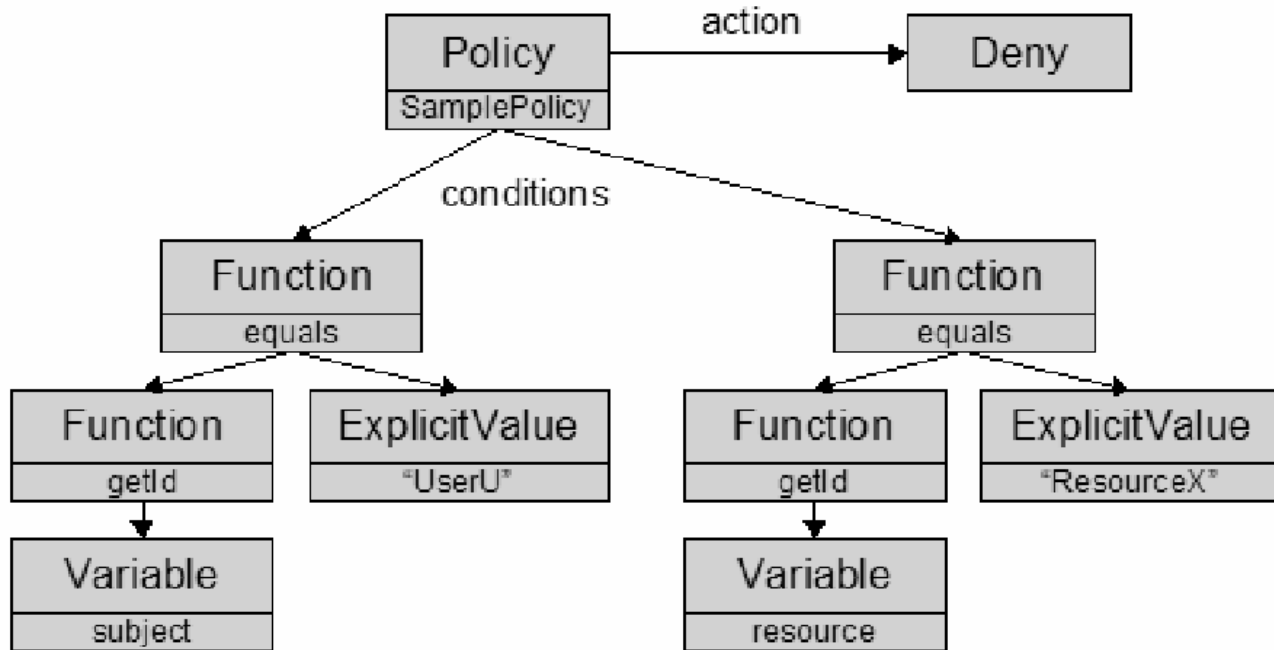 action
Policy
SamplePolicy
Deny
conditions
Function
equals
Function
equals
Function
getId
ExplicitValue
“UserU”
Function
getId
ExplicitValue
“ResourceX”
Variable
subject
Variable
resource